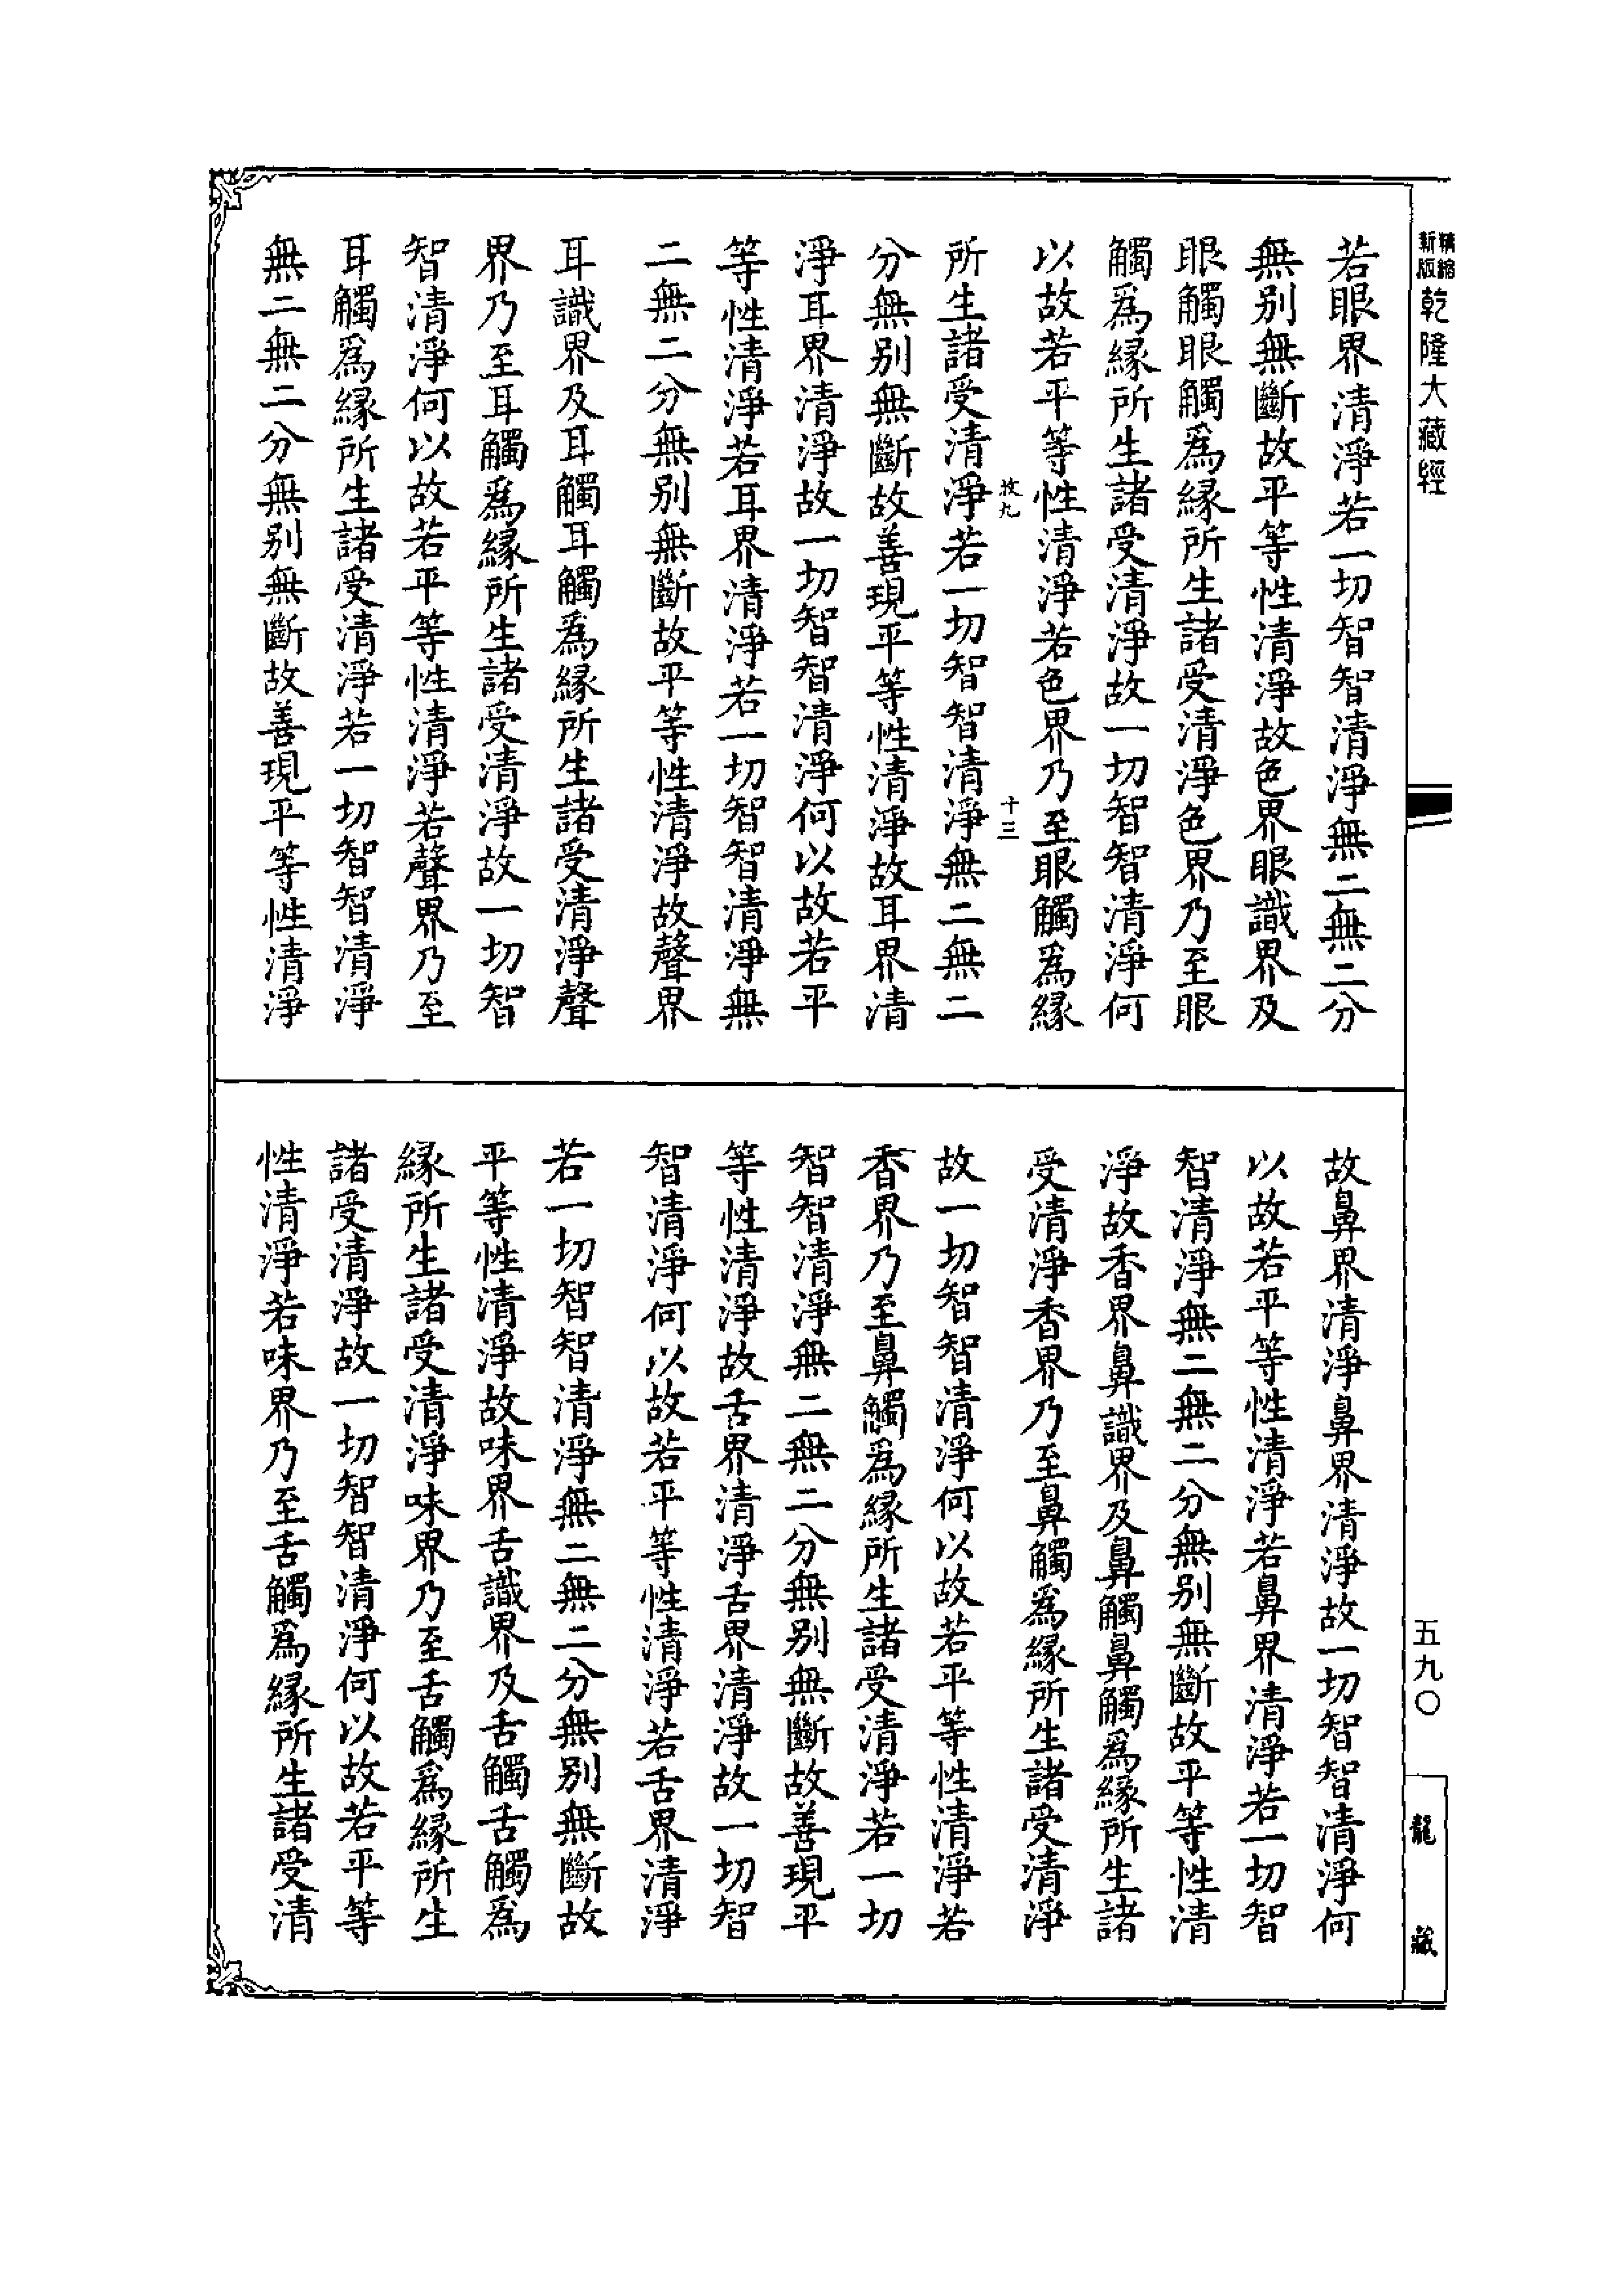 精縮
新版
乾隆大藏經
若眼界清淨若一切智智清淨無二無二分
無別無斷故平等性清淨故色界眼識界及
眼觸眼觸爲緣所生諸受清淨色界乃至眼
觸爲緣所生諸受清淨故一切智智清淨何
以故若平等性清淨若色界乃至眼觸爲緣
十三
所生諸受清淨若一切智智清淨無二無二
分無別無斷故善現平等性清淨故耳界清
淨耳界清淨故一切智智清淨何以故若平
等性清淨若耳界清淨若一切智智清淨無
二無二分無別無斷故平等性清淨故聲界
耳識界及耳觸耳觸爲緣所生諸受清淨聲
界乃至耳觸爲緣所生諸受清淨故一切智
智清淨何以故若平等性清淨若聲界乃至
耳觸爲緣所生諸受清淨若一切智智清淨
無二無二分無別無斷故善現平等性清淨
故鼻界清淨鼻界清淨故一切智智清淨何
以故若平等性清淨若鼻界清淨若一切智
智清淨無二無二分無別無斷故平等性清
淨故香界鼻識界及鼻觸鼻觸爲緣所生諸
受清淨香界乃至鼻觸爲緣所生諸受清淨
故一切智智清淨何以故若平等性清淨若
香界乃至鼻觸爲緣所生諸受清淨若一切
智智清淨無二無二分無別無斷故善現平
等性清淨故舌界清淨舌界清淨故一切智
智清淨何以故若平等性清淨若舌界清淨
若一切智智清淨無二無二分無別無斷故
平等性清淨故味界舌識界及舌觸舌觸爲
緣所生諸受清淨味界乃至舌觸爲緣所生
諸受清淨故一切智智清淨何以故若平等
性清淨若味界乃至舌觸爲緣所生諸受清
五九〇
龍藏